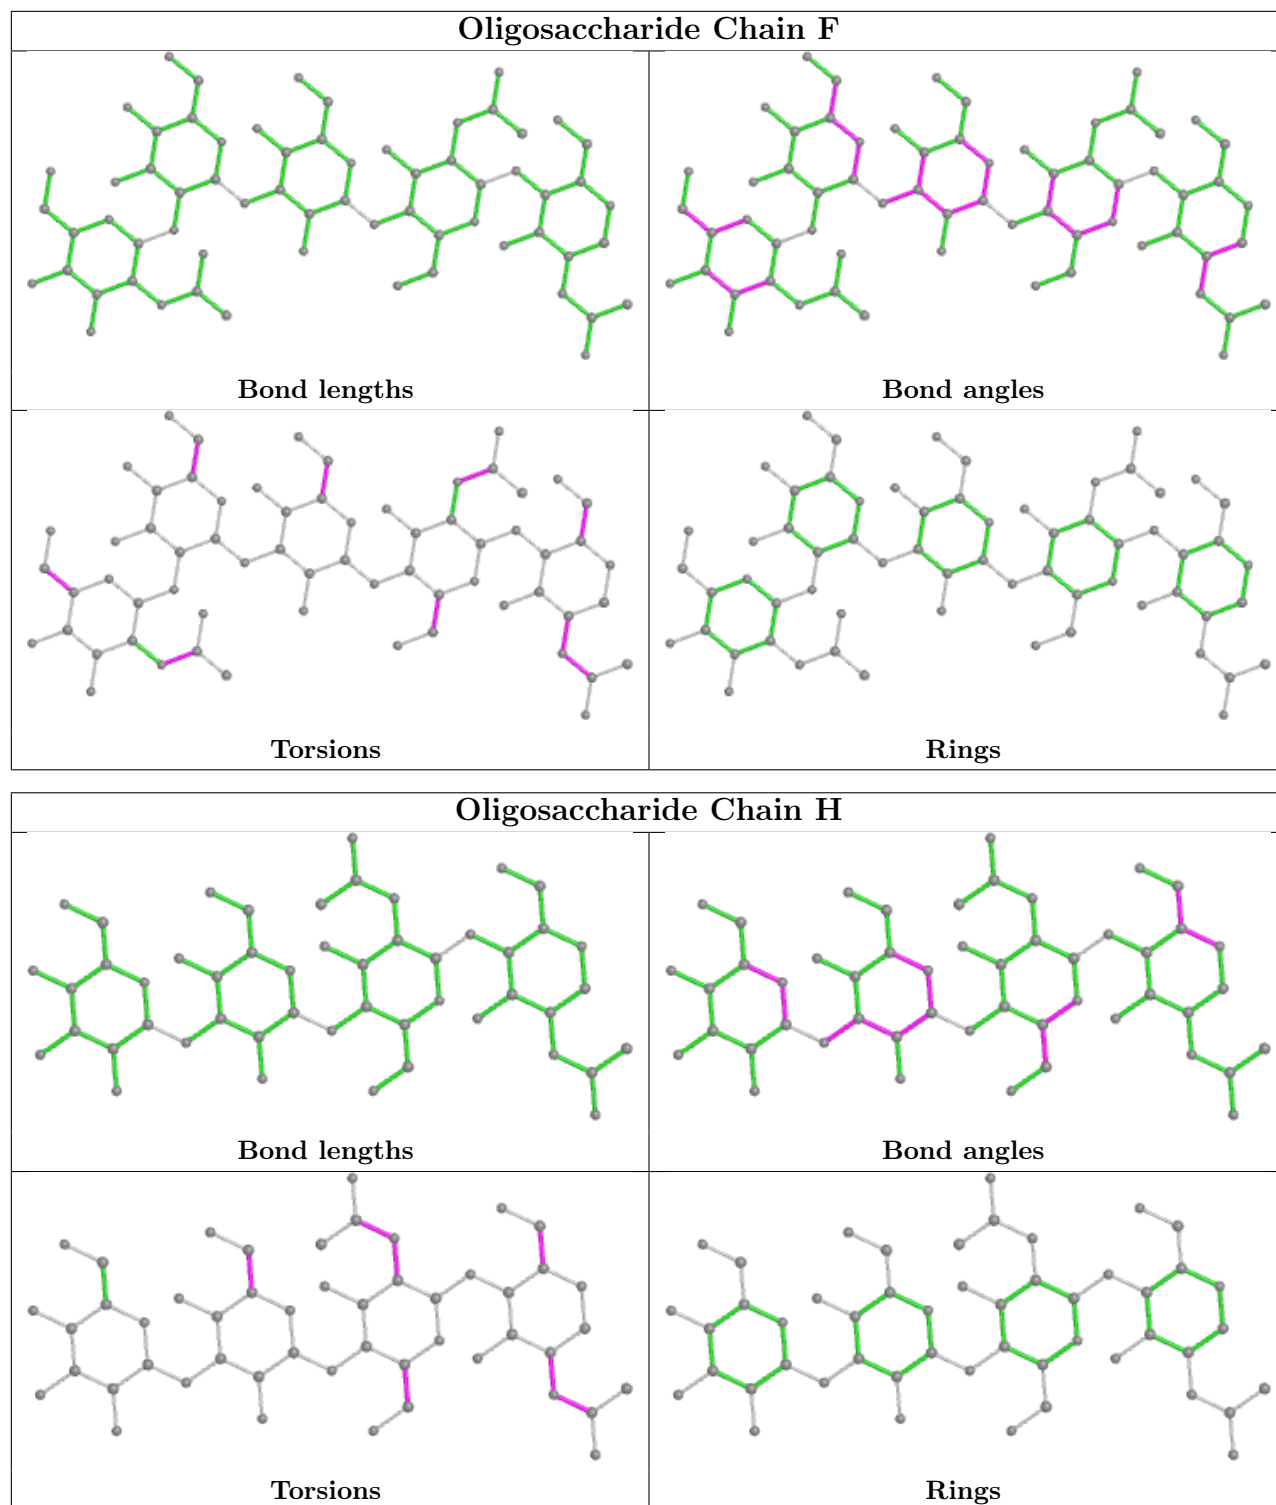 Oligosaccharide Chain F
Bond lengths
Bond angles
Torsions
Rings
Oligosaccharide Chain H
Bond lengths
Bond angles
Torsions
Rings